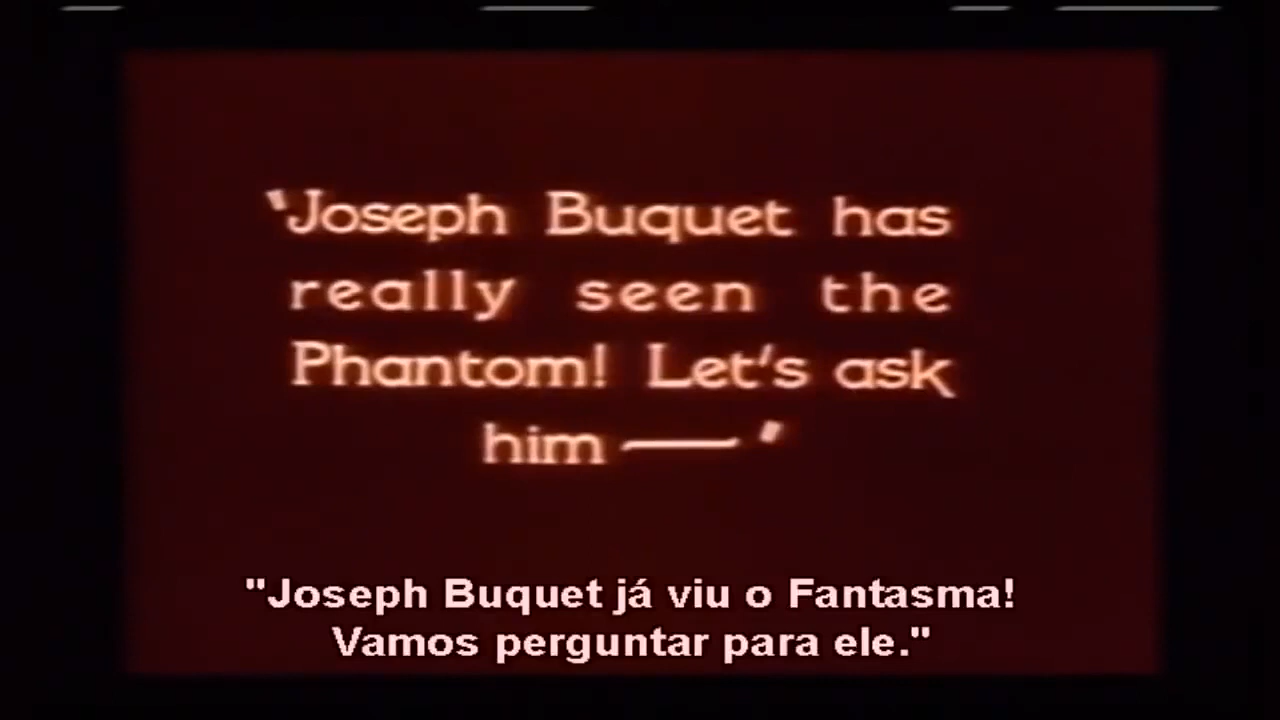 "Joseph Buquet has
really seen the
Phantom! Let's ask
him — "
"Joseph Buquet já viu o Fantasma!
Vamos perguntar para ele."